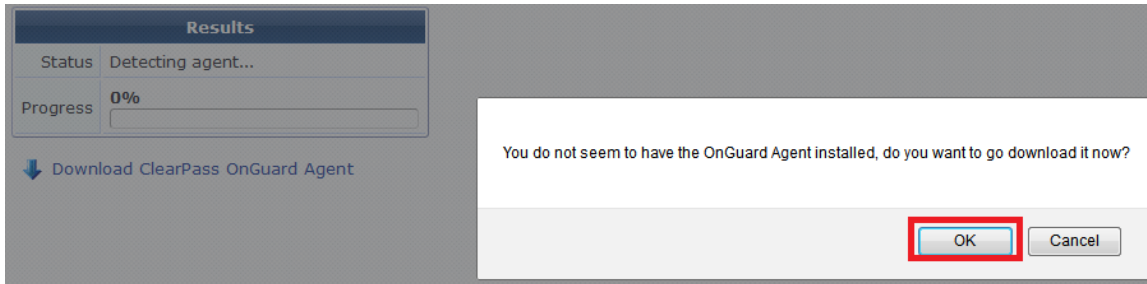 Results
Status Detecting agent...
Progress 0%
Download ClearPass OnGuard Agent
You do not seem to have the OnGuard Agent installed, do you want to go download it now?
OK Cancel